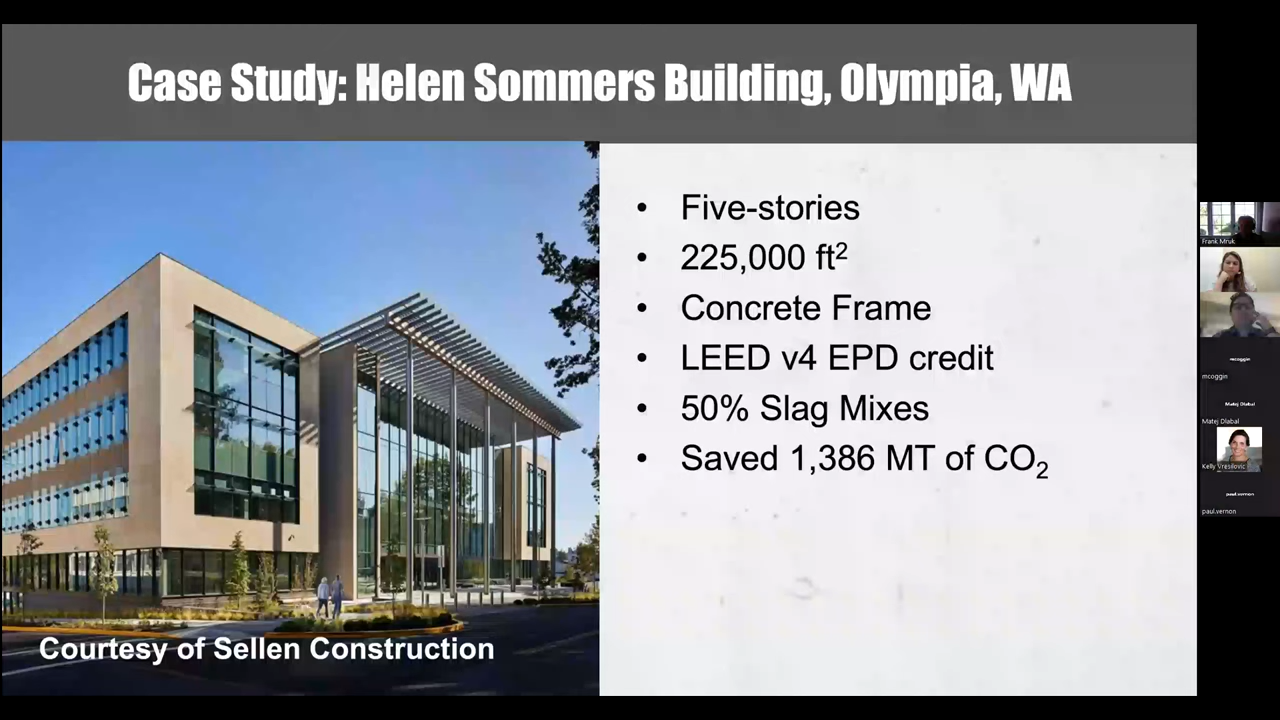 Case Study: Helen Sommers Building, Olympia, WA
• Five-stories
• 225,000 ft²
• Concrete Frame
• LEED v4 EPD credit
• 50% Slag Mixes
• Saved 1,386 MT of CO₂
Courtesy of Sellen Construction
Frank Mruk
mcoggin
mcoggin
Matej Dlabal
Matej Dlabal
Kelly Vresilovic
paul.vernon
paul.vernon